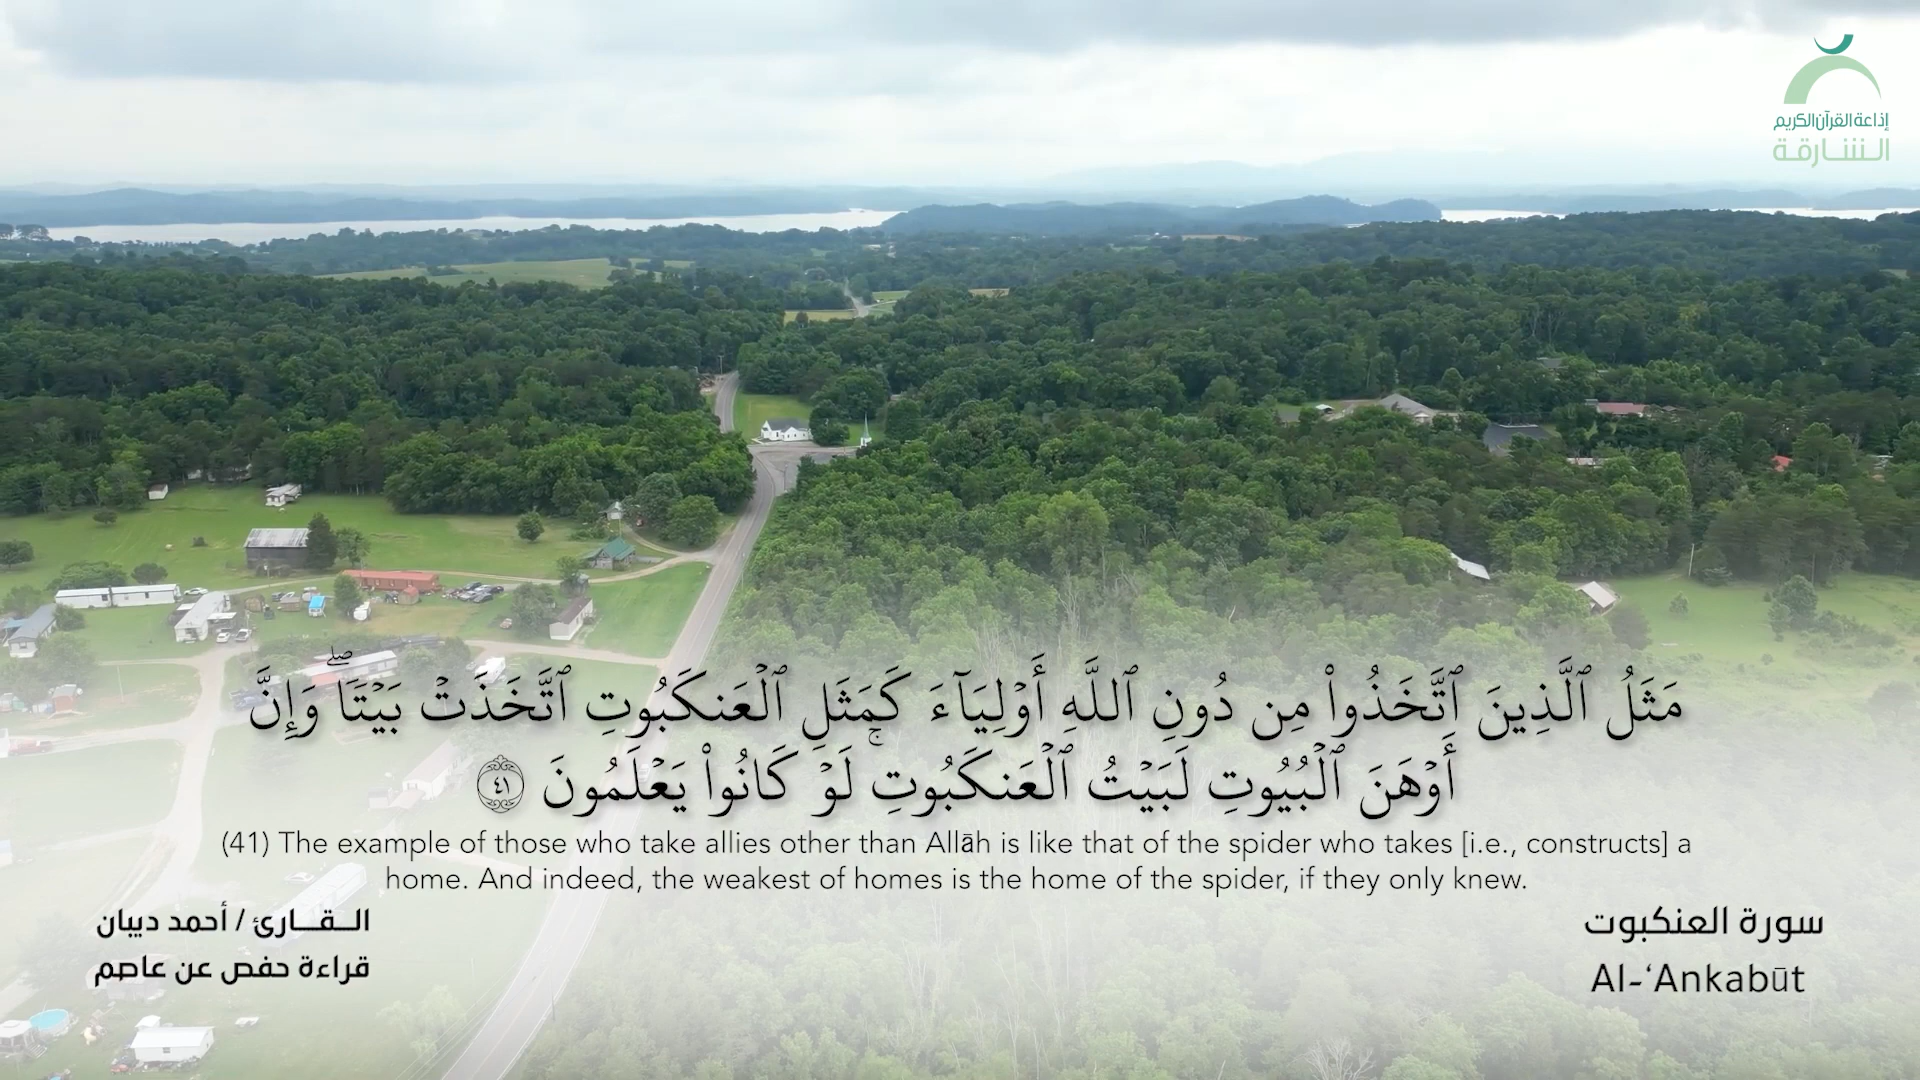 إذاعة القرآن الكريم
الشارقة
مَثَلُ ٱلَّذِينَ ٱتَّخَذُوا۟ مِن دُونِ ٱللَّهِ أَوْلِيَآءَ كَمَثَلِ ٱلْعَنكَبُوتِ ٱتَّخَذَتْ بَيْتًۭا ۖ وَإِنَّ
أَوْهَنَ ٱلْبُيُوتِ لَبَيْتُ ٱلْعَنكَبُوتِ ۚ لَوْ كَانُوا۟ يَعْلَمُونَ ٤١
(41) The example of those who take allies other than Allāh is like that of the spider who takes [i.e., constructs] a
home. And indeed, the weakest of homes is the home of the spider, if they only knew.
سورة العنكبوت
Al-‘Ankabūt
الـقـارئ / أحمد ديبان
قراءة حفص عن عاصم